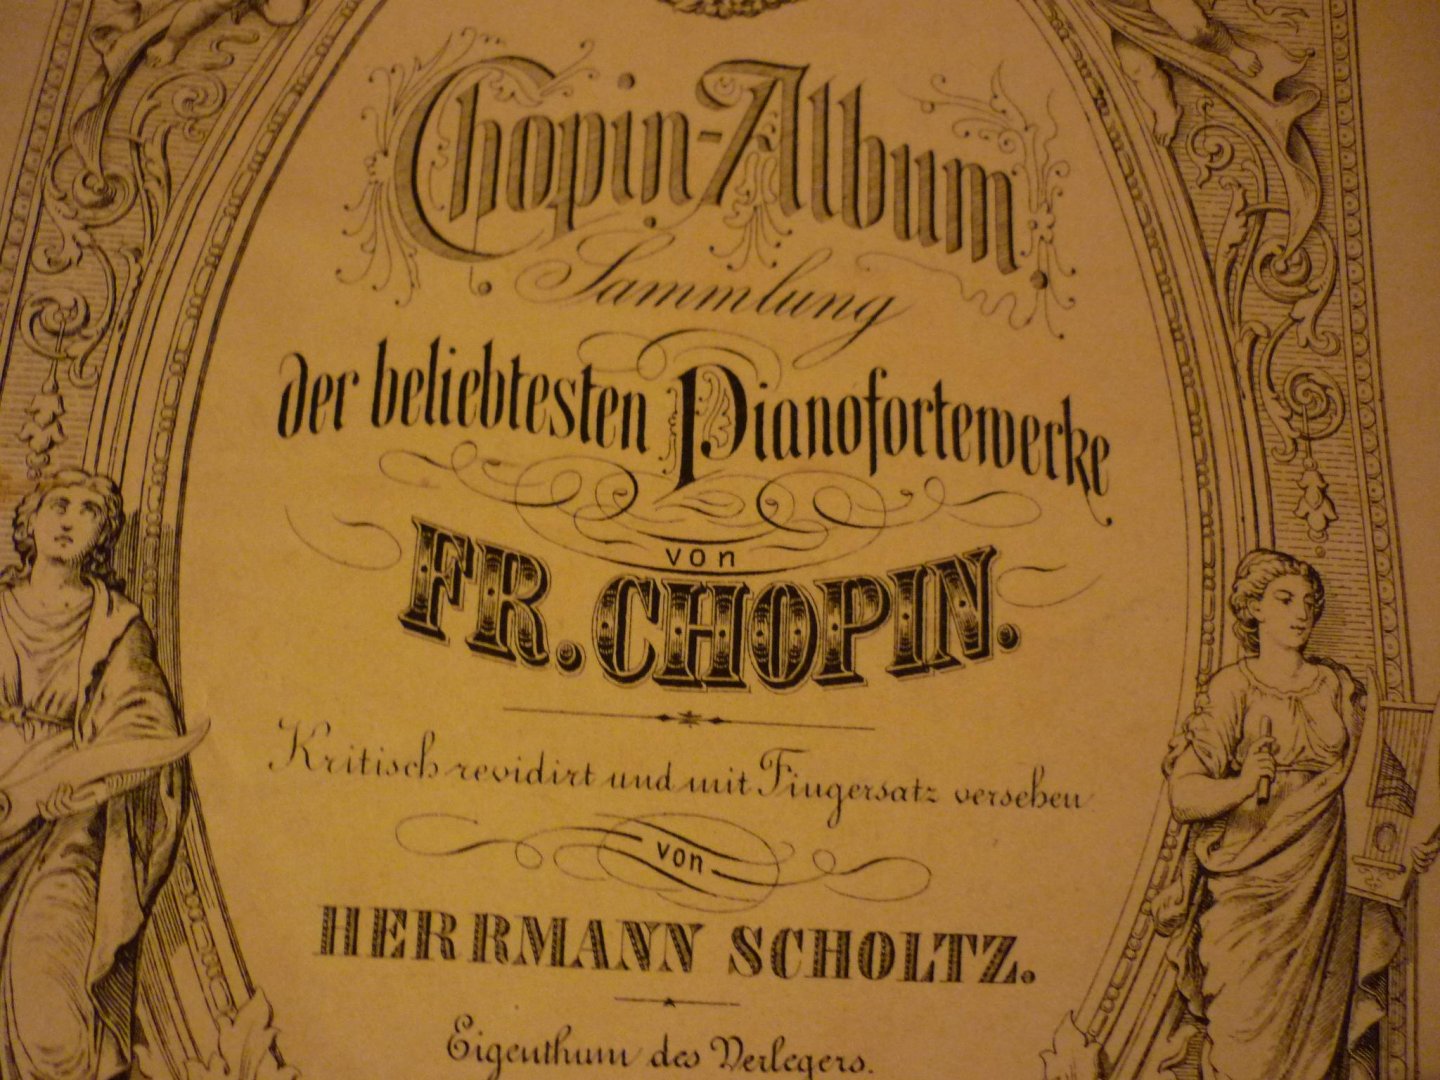 Chopin-Album
Sammlung
der beliebtesten Pianofortewerke
von
FR. CHOPIN.
Kritisch revidirt und mit Fingersatz versehen
von
HERRMANN SCHOLTZ.
Eigenthum des Verlegers.